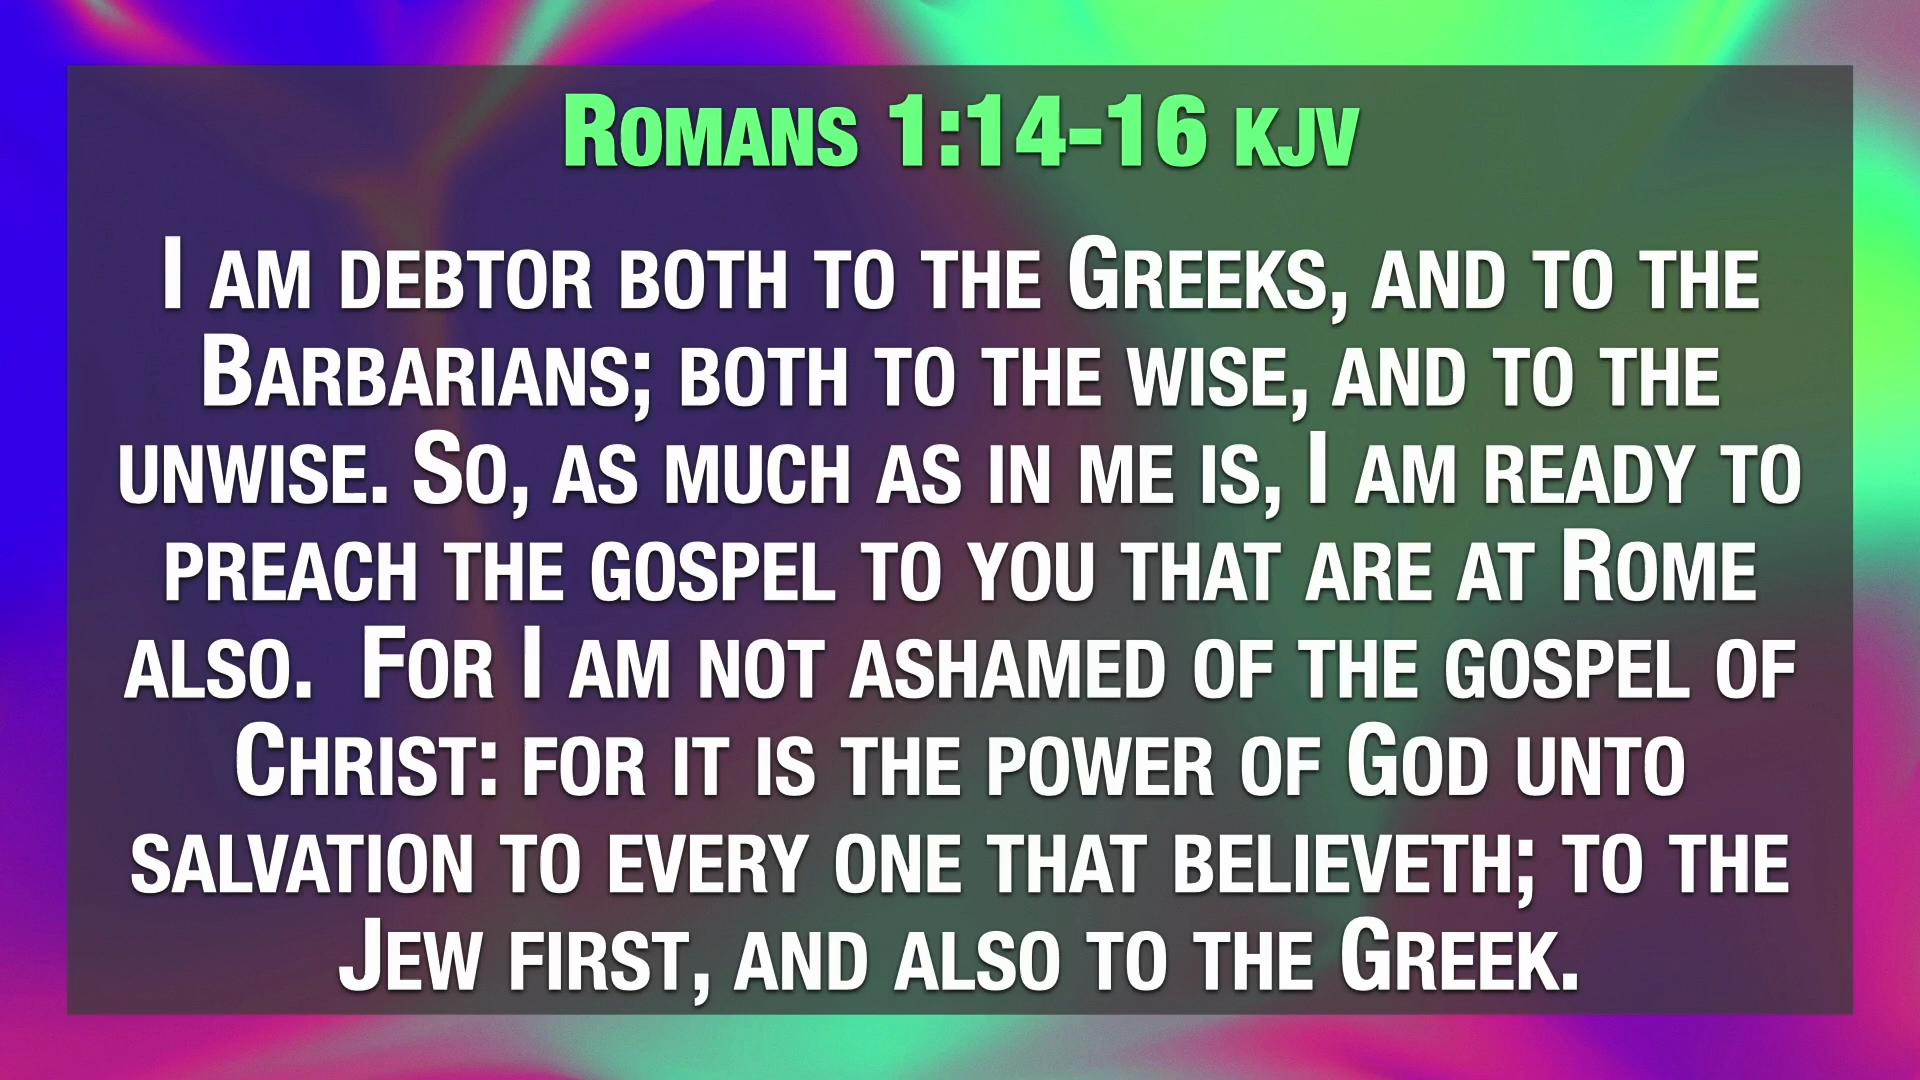 Romans 1:14-16 KJV
I am debtor both to the Greeks, and to the
Barbarians; both to the wise, and to the
unwise. So, as much as in me is, I am ready to
preach the gospel to you that are at Rome
also.  For I am not ashamed of the gospel of
Christ: for it is the power of God unto
salvation to every one that believeth; to the
Jew first, and also to the Greek.